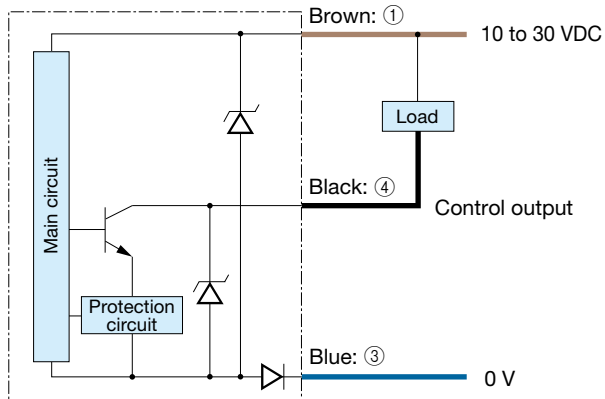 Brown: ①
10 to 30 VDC
Load
Main circuit
Black: ④
Control output
Protection
circuit
Blue: ③
0 V